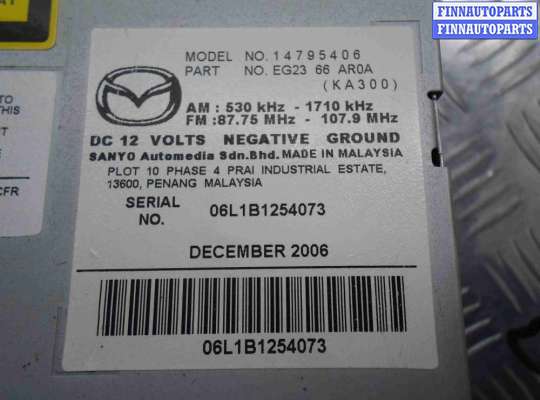 FINNAUTOPARTS
FINNAUTOPARTS
AT
MODEL NO. 14795406
PART NO. EG23 66 AR0A
(KA300)
TO
THIS
AM : 530 kHz - 1710 kHz
FM : 87.75 MHz - 107.9 MHz
DC 12 VOLTS NEGATIVE GROUND
SANYO Automedia Sdn.Bhd. MADE IN MALAYSIA
PLOT 10 PHASE 4 PRAI INDUSTRIAL ESTATE,
13600, PENANG MALAYSIA
CFR
SERIAL
NO. 06L1B1254073
DECEMBER 2006
06L1B1254073